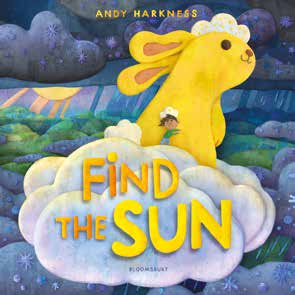 ANDY HARKNESS
FiND
THE SUN
BLOOMSBURY